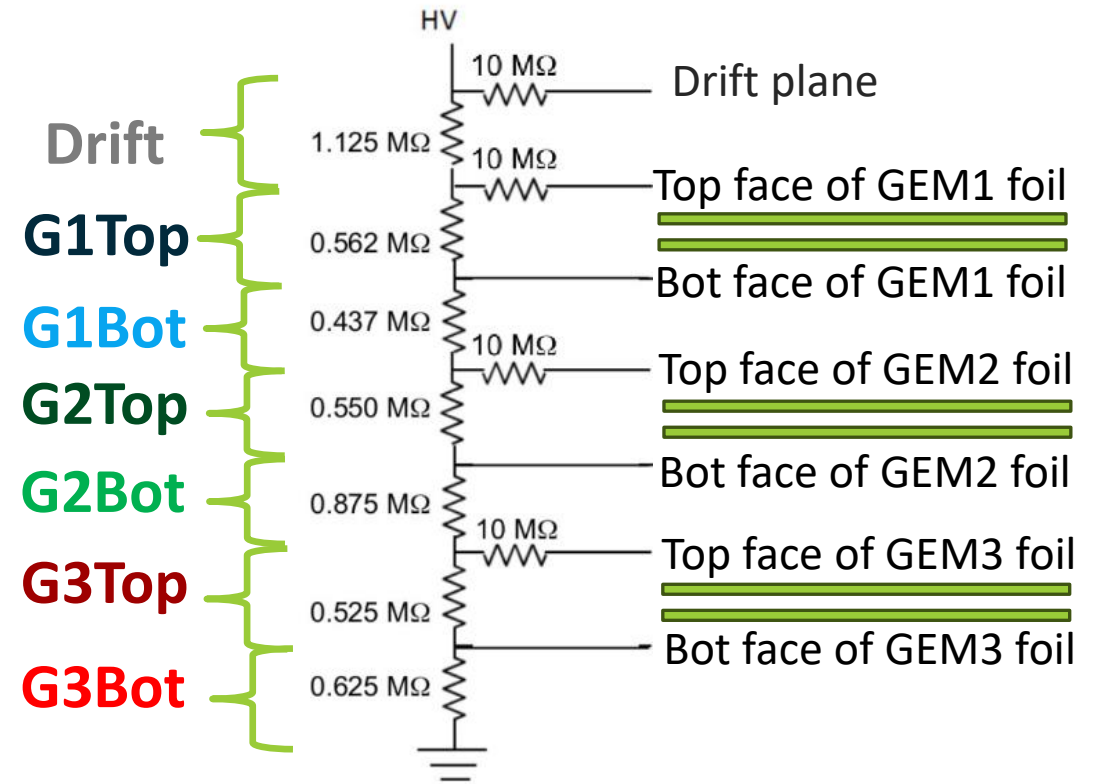 HV
10 MΩ
Drift plane
Drift
1.125 MΩ
10 MΩ
Top face of GEM1 foil
G1Top
0.562 MΩ
Bot face of GEM1 foil
G1Bot
0.437 MΩ
10 MΩ
Top face of GEM2 foil
G2Top
0.550 MΩ
Bot face of GEM2 foil
G2Bot
0.875 MΩ
10 MΩ
Top face of GEM3 foil
G3Top
0.525 MΩ
Bot face of GEM3 foil
G3Bot
0.625 MΩ